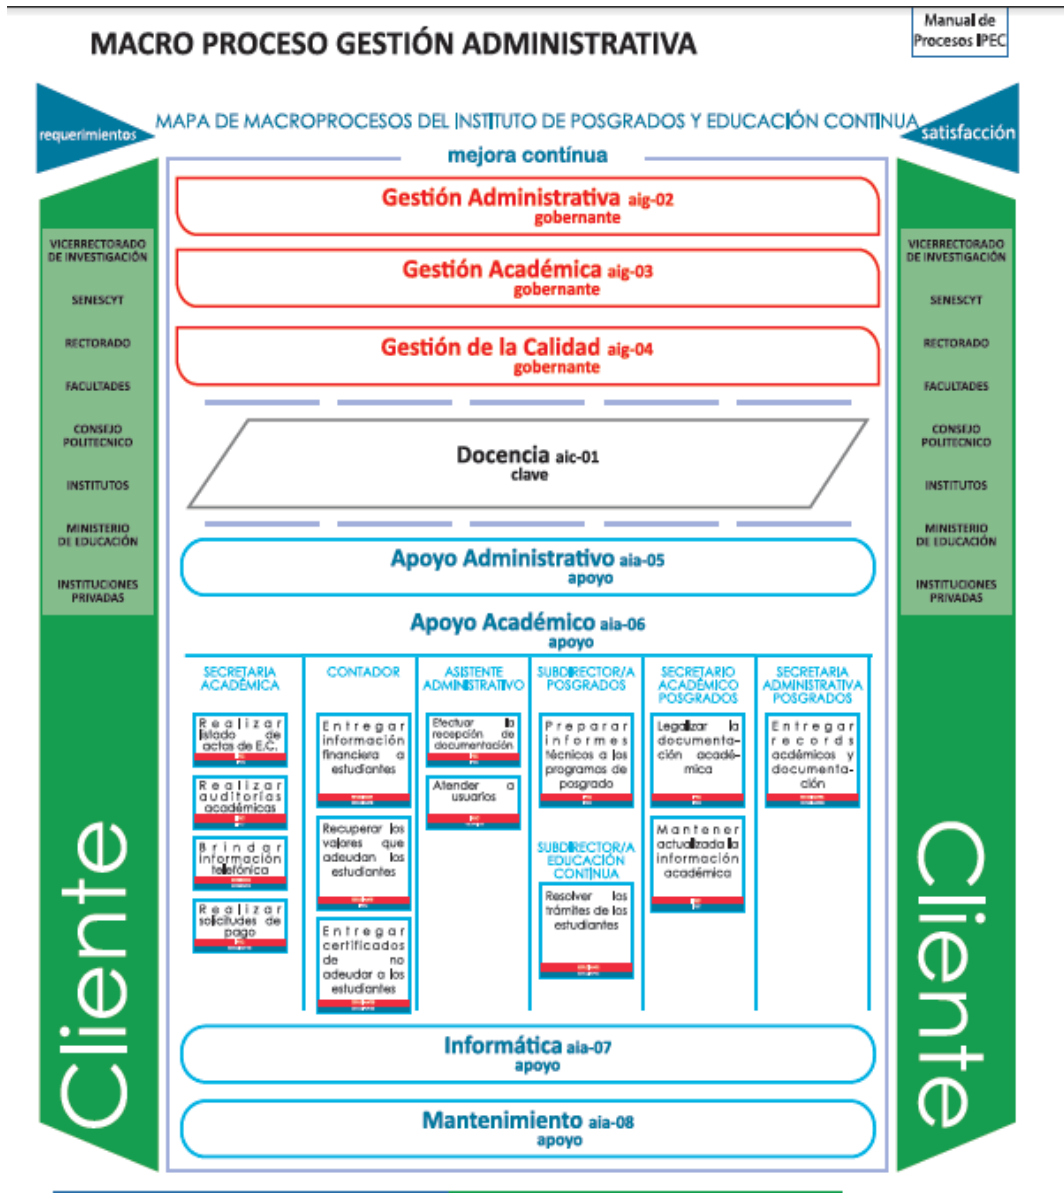 MACRO PROCESO GESTIÓN ADMINISTRATIVA
Manual de
Procesos IPEC
requerimientos
MAPA DE MACROPROCESOS DEL INSTITUTO DE POSGRADOS Y EDUCACIÓN CONTINUA
satisfacción
mejora contínua
Gestión Administrativa aig-02
gobernante
Gestión Académica aig-03
gobernante
Gestión de la Calidad aig-04
gobernante
Docencia aic-01
clave
Apoyo Administrativo aia-05
apoyo
Apoyo Académico aia-06
apoyo
SECRETARIA
ACADÉMICA
Realizar
listado de
actas de E.C.
Realizar
auditorías
académicas
Brindar
información
telefónica
Realizar
solicitudes de
pago
CONTADOR
Entregar
información
financiera a
estudiantes
Recuperar los
valores que
adeudan los
estudiantes
Entregar
certificados
de no
adeudar a los
estudiantes
ASISTENTE
ADMINISTRATIVO
Efectuar la
recepción de
documentación
Atender a
usuarios
SUBDIRECTOR/A
POSGRADOS
Preparar
informes
técnicos a los
programas de
posgrado
SUBDIRECTOR/A
EDUCACIÓN
CONTÍNUA
Resolver los
trámites de los
estudiantes
SECRETARIO
ACADÉMICO
POSGRADOS
Legalizar la
documenta-
ción acadé-
mica
Mantener
actualizada la
información
académica
SECRETARIA
ADMINISTRATIVA
POSGRADOS
Entregar
records
acdémicos y
documenta-
ción
Informática aia-07
apoyo
Mantenimiento aia-08
apoyo
VICERRECTORADO
DE INVESTIGACIÓN
SENESCYT
RECTORADO
FACULTADES
CONSEJO
POLITECNICO
INSTITUTOS
MINISTERIO
DE EDUCACIÓN
INSTITUCIONES
PRIVADAS
Cliente
VICERRECTORADO
DE INVESTIGACIÓN
SENESCYT
RECTORADO
FACULTADES
CONSEJO
POLITECNICO
INSTITUTOS
MINISTERIO
DE EDUCACIÓN
INSTITUCIONES
PRIVADAS
Cliente